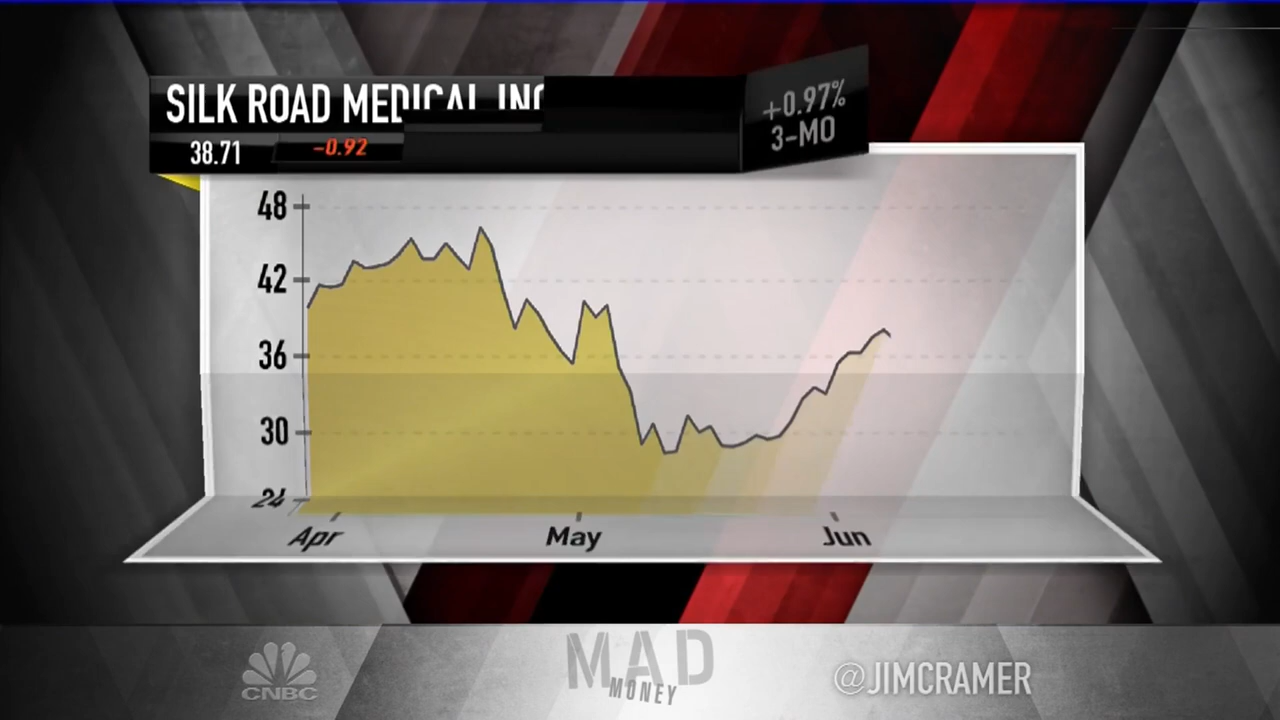 SILK ROAD MEDICAL INC
38.71 -0.92
+0.97%
3-MO
48
42
36
30
24
Apr May Jun
CNBC
MAD
MONEY
@JIMCRAMER